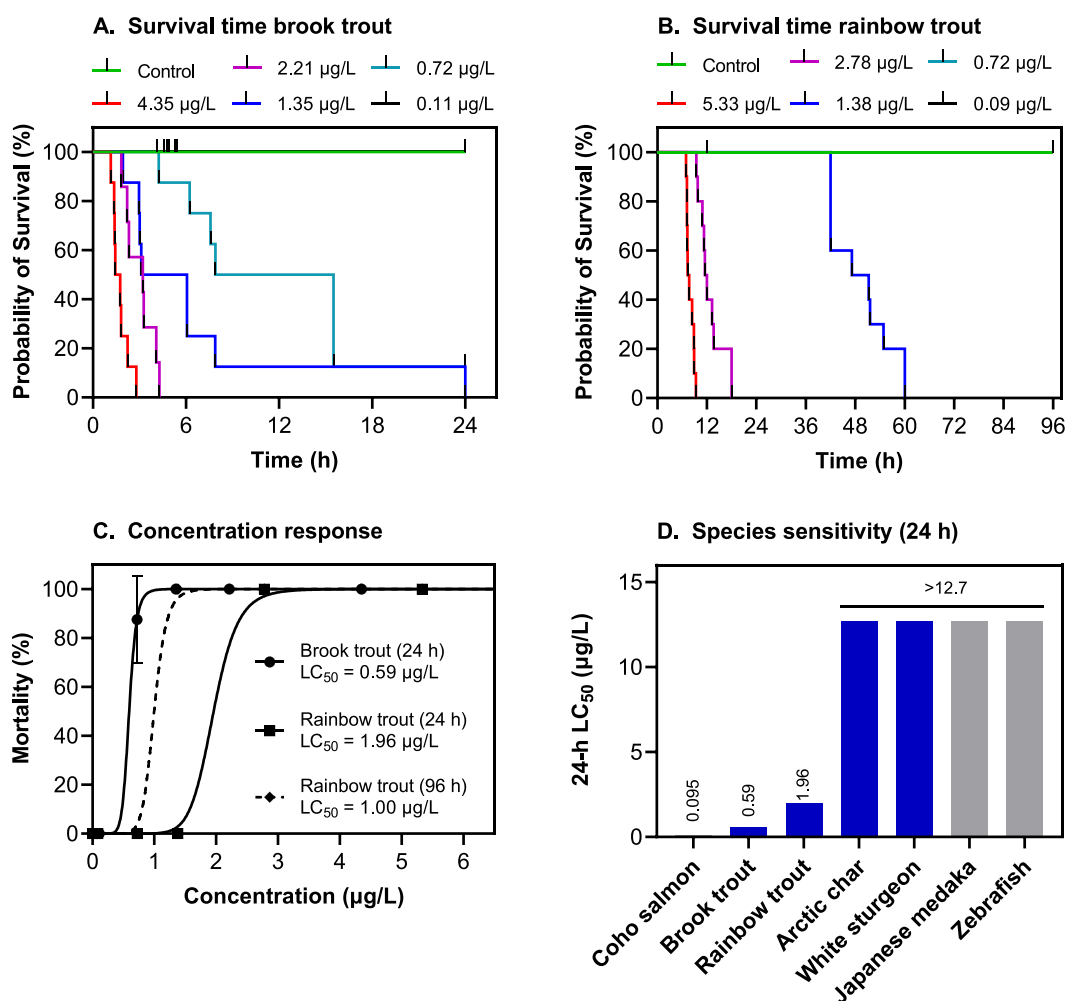 A. Survival time brook trout
Control
2.21 µg/L
0.72 µg/L
4.35 µg/L
1.35 µg/L
0.11 µg/L
Probability of Survival (%)
100
80
60
40
20
0
0
6
12
18
24
Time (h)
B. Survival time rainbow trout
Control
2.78 µg/L
0.72 µg/L
5.33 µg/L
1.38 µg/L
0.09 µg/L
Probability of Survival (%)
100
80
60
40
20
0
0
12
24
36
48
60
72
84
96
Time (h)
C. Concentration response
Mortality (%)
100
80
60
40
20
0
0
1
2
3
4
5
6
Concentration (µg/L)
Brook trout (24 h)
LC50 = 0.59 µg/L
Rainbow trout (24 h)
LC50 = 1.96 µg/L
Rainbow trout (96 h)
LC50 = 1.00 µg/L
D. Species sensitivity (24 h)
24-h LC50 (µg/L)
15
10
5
0
0.095
0.59
1.96
>12.7
Coho salmon
Brook trout
Rainbow trout
Arctic char
White sturgeon
Japanese medaka
Zebrafish